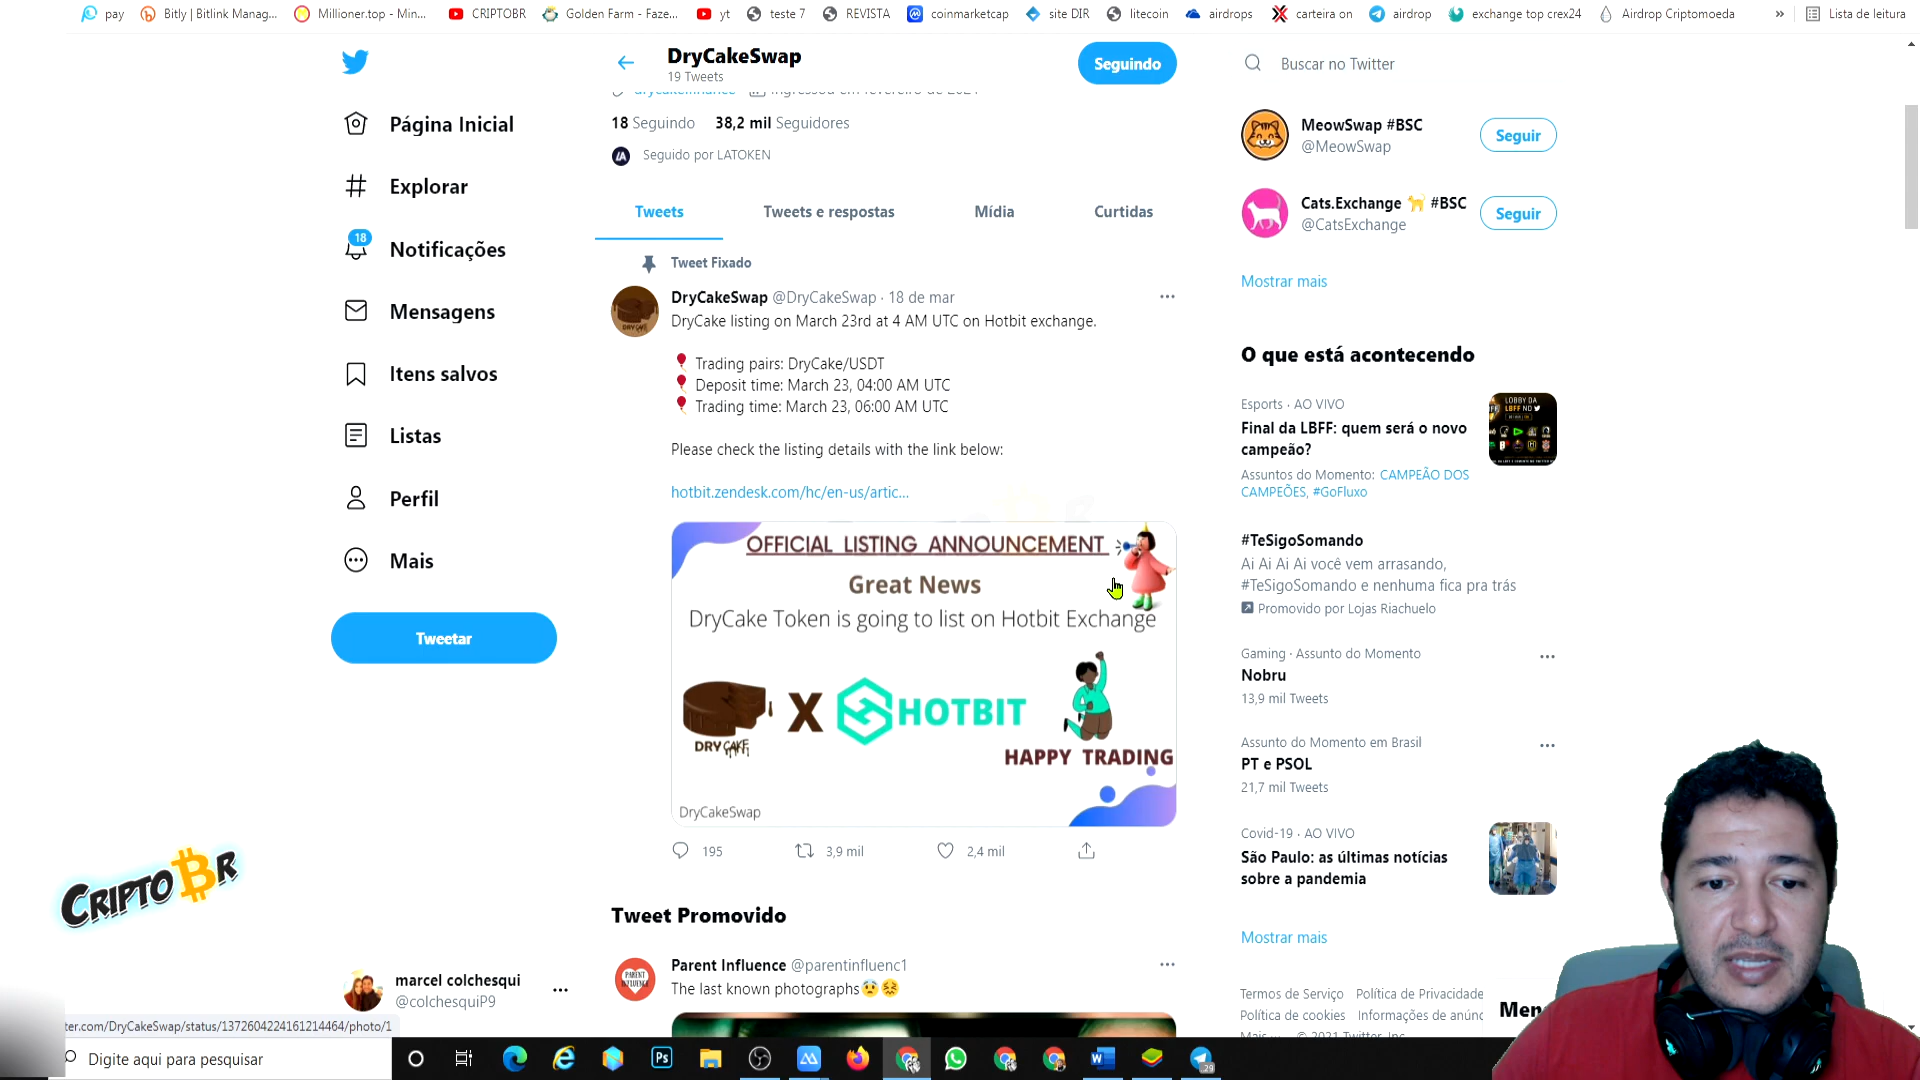 pay
Bitly | Bitlink Manag...
Millioner.top - Min...
CRIPTOBR
Golden Farm - Faze...
yt
teste 7
REVISTA
coinmarketcap
site DIR
litecoin
airdrops
carteira on
airdrop
exchange top crex24
Airdrop Criptomoeda
»
Lista de leitura
DryCakeSwap
19 Tweets
Seguindo
Buscar no Twitter
18 Seguindo 38,2 mil Seguidores
Seguido por LATOKEN
Página Inicial
Explorar
18
Notificações
Mensagens
Itens salvos
Listas
Perfil
Mais
Tweetar
Tweets
Tweets e respostas
Mídia
Curtidas
Tweet Fixado
DryCakeSwap @DryCakeSwap · 18 de mar
DryCake listing on March 23rd at 4 AM UTC on Hotbit exchange.
Trading pairs: DryCake/USDT
Deposit time: March 23, 04:00 AM UTC
Trading time: March 23, 06:00 AM UTC
Please check the listing details with the link below:
hotbit.zendesk.com/hc/en-us/artic...
OFFICIAL LISTING ANNOUNCEMENT
Great News
DryCake Token is going to list on Hotbit Exchange
DRY CAKE
X
HOTBIT
HAPPY TRADING
DryCakeSwap
195
3,9 mil
2,4 mil
Tweet Promovido
Parent Influence @parentinfluenc1
The last known photographs
MeowSwap #BSC
@MeowSwap
Seguir
Cats.Exchange #BSC
@CatsExchange
Seguir
Mostrar mais
O que está acontecendo
Esports · AO VIVO
Final da LBFF: quem será o novo
campeão?
Assuntos do Momento: CAMPEÃO DOS
CAMPEÕES, #GoFluxo
#TeSigoSomando
Ai Ai Ai Ai você vem arrasando,
#TeSigoSomando e nenhuma fica pra trás
Promovido por Lojas Riachuelo
Gaming · Assunto do Momento
Nobru
13,9 mil Tweets
Assunto do Momento em Brasil
PT e PSOL
21,7 mil Tweets
Covid-19 · AO VIVO
São Paulo: as últimas notícias
sobre a pandemia
Mostrar mais
Termos de Serviço Política de Privacidade
Política de cookies Informações de anúnc
Mais ... © 2021 Twitter, Inc.
Men
CRIPTOBR
marcel colchesqui
@colchesquiP9
ter.com/DryCakeSwap/status/1372604224161214464/photo/1
Digite aqui para pesquisar
29